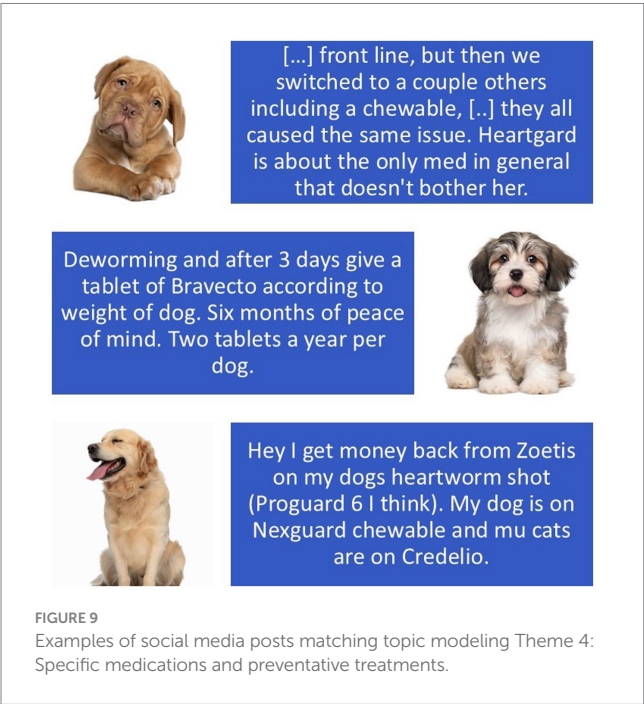 [...] front line, but then we
switched to a couple others
including a chewable, [..] they all
caused the same issue. Heartgard
is about the only med in general
that doesn't bother her.
Deworming and after 3 days give a
tablet of Bravecto according to
weight of dog. Six months of peace
of mind. Two tablets a year per
dog.
Hey I get money back from Zoetis
on my dogs heartworm shot
(Proguard 6 I think). My dog is on
Nexguard chewable and mu cats
are on Credelio.
FIGURE 9
Examples of social media posts matching topic modeling Theme 4:
Specific medications and preventative treatments.